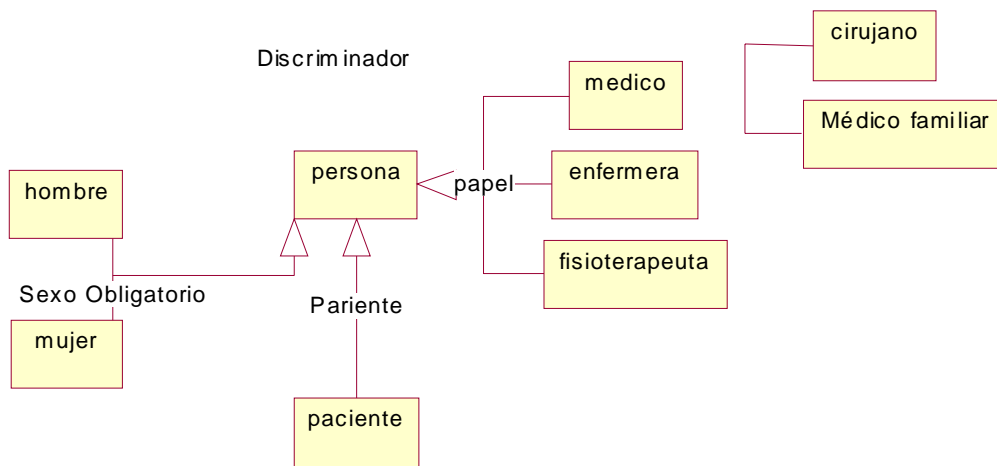 cirujano
Discriminador
medico
Médico familiar
persona
papel
enfermera
hombre
fisioterapeuta
Sexo Obligatorio
Pariente
mujer
paciente